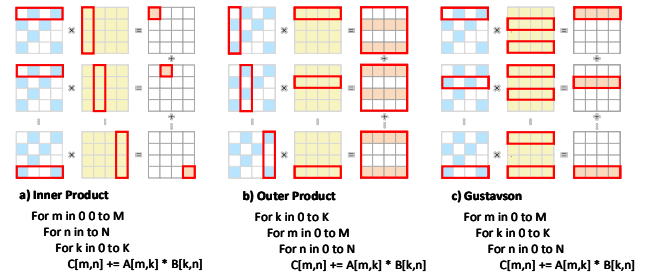 a) Inner Product
For m in 0 0 to M
For n in to N
For k in 0 to K
C[m,n] += A[m,k] * B[k,n]
b) Outer Product
For k in 0 to K
For m in 0 to M
For n in 0 to N
C[m,n] += A[m,k] * B[k,n]
c) Gustavson
For m in 0 to M
For k in 0 to K
For n in 0 to N
C[m,n] += A[m,k] * B[k,n]